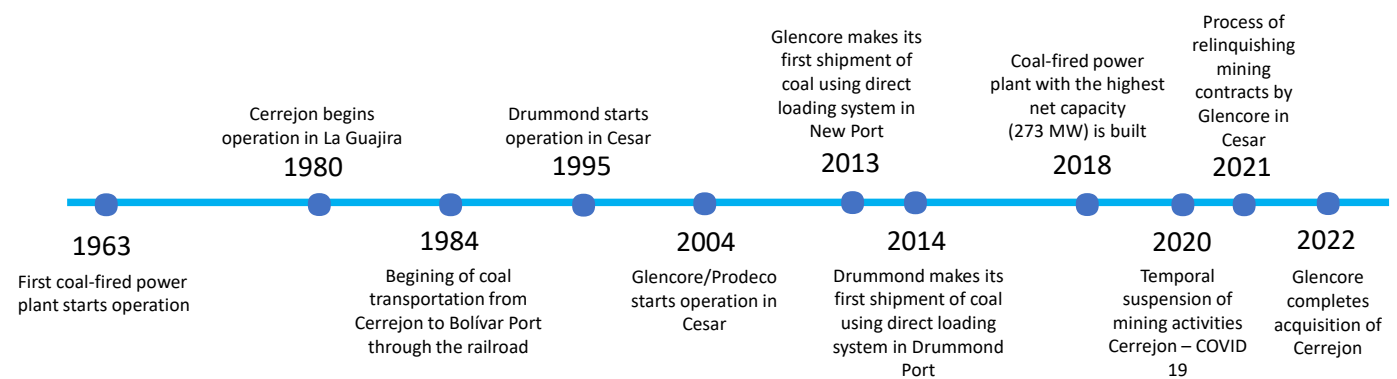 First coal-fired power
plant starts operation
1963
Cerrejon begins
operation in La Guajira
1980
1984
Begining of coal
transportation from
Cerrejon to Bolívar Port
through the railroad
Drummond starts
operation in Cesar
1995
2004
Glencore/Prodeco
starts operation in
Cesar
Glencore makes its
first shipment of
coal using direct
loading system in
New Port
2013
2014
Drummond makes its
first shipment of coal
using direct loading
system in Drummond
Port
Coal-fired power
plant with the highest
net capacity
(273 MW) is built
2018
2020
Temporal
suspension of
mining activities
Cerrejon – COVID
19
Process of
relinquishing
mining
contracts by
Glencore in
Cesar
2021
2022
Glencore
completes
acquisition of
Cerrejon